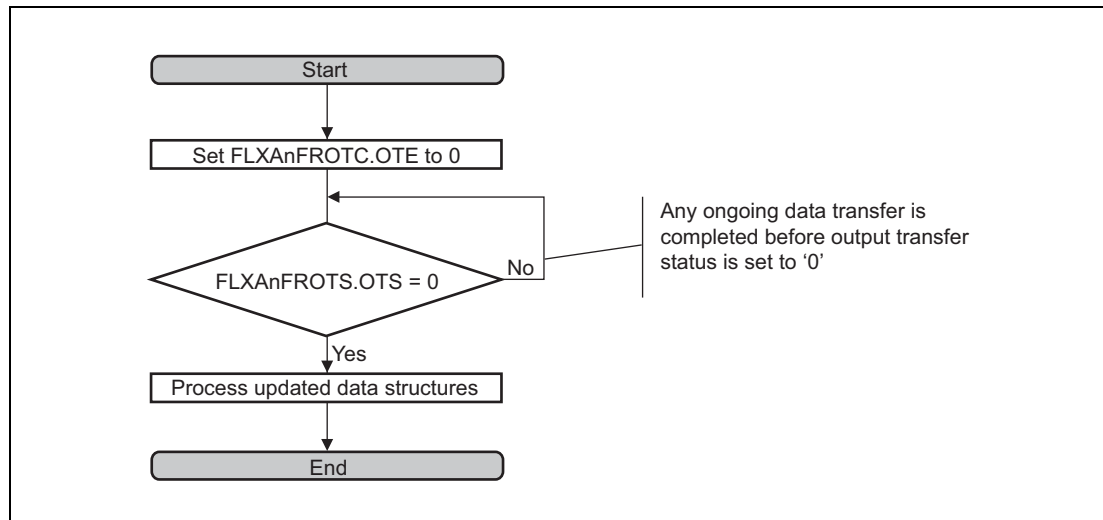 Start
Set FLXAnFROTC.OTE to 0
FLXAnFROTS.OTS = 0
No
Any ongoing data transfer is
completed before output transfer
status is set to ‘0’
Yes
Process updated data structures
End